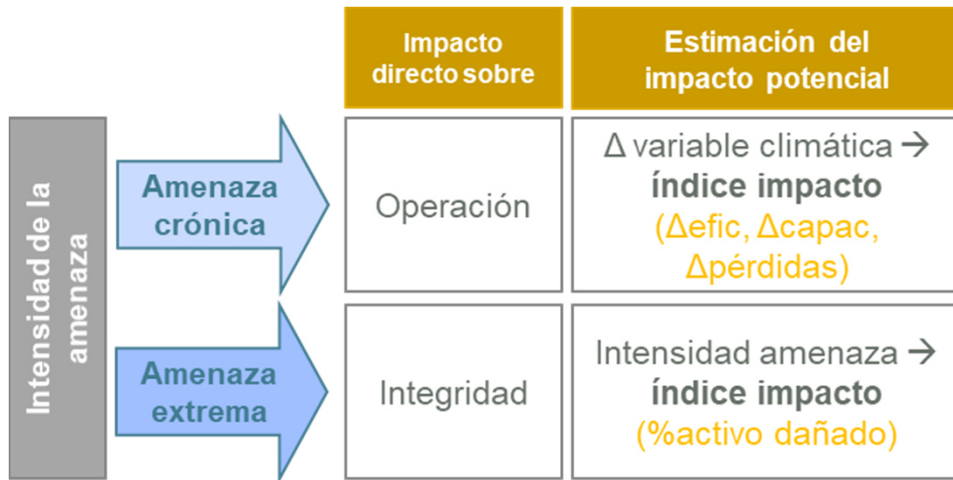 Impacto
directo sobre
Estimación del
impacto potencial
Intensidad de la
amenaza
Amenaza
crónica
Operación
Δ variable climática →
índice impacto
(Δefic, Δcapac,
Δpérdidas)
Amenaza
extrema
Integridad
Intensidad amenaza →
índice impacto
(%activo dañado)